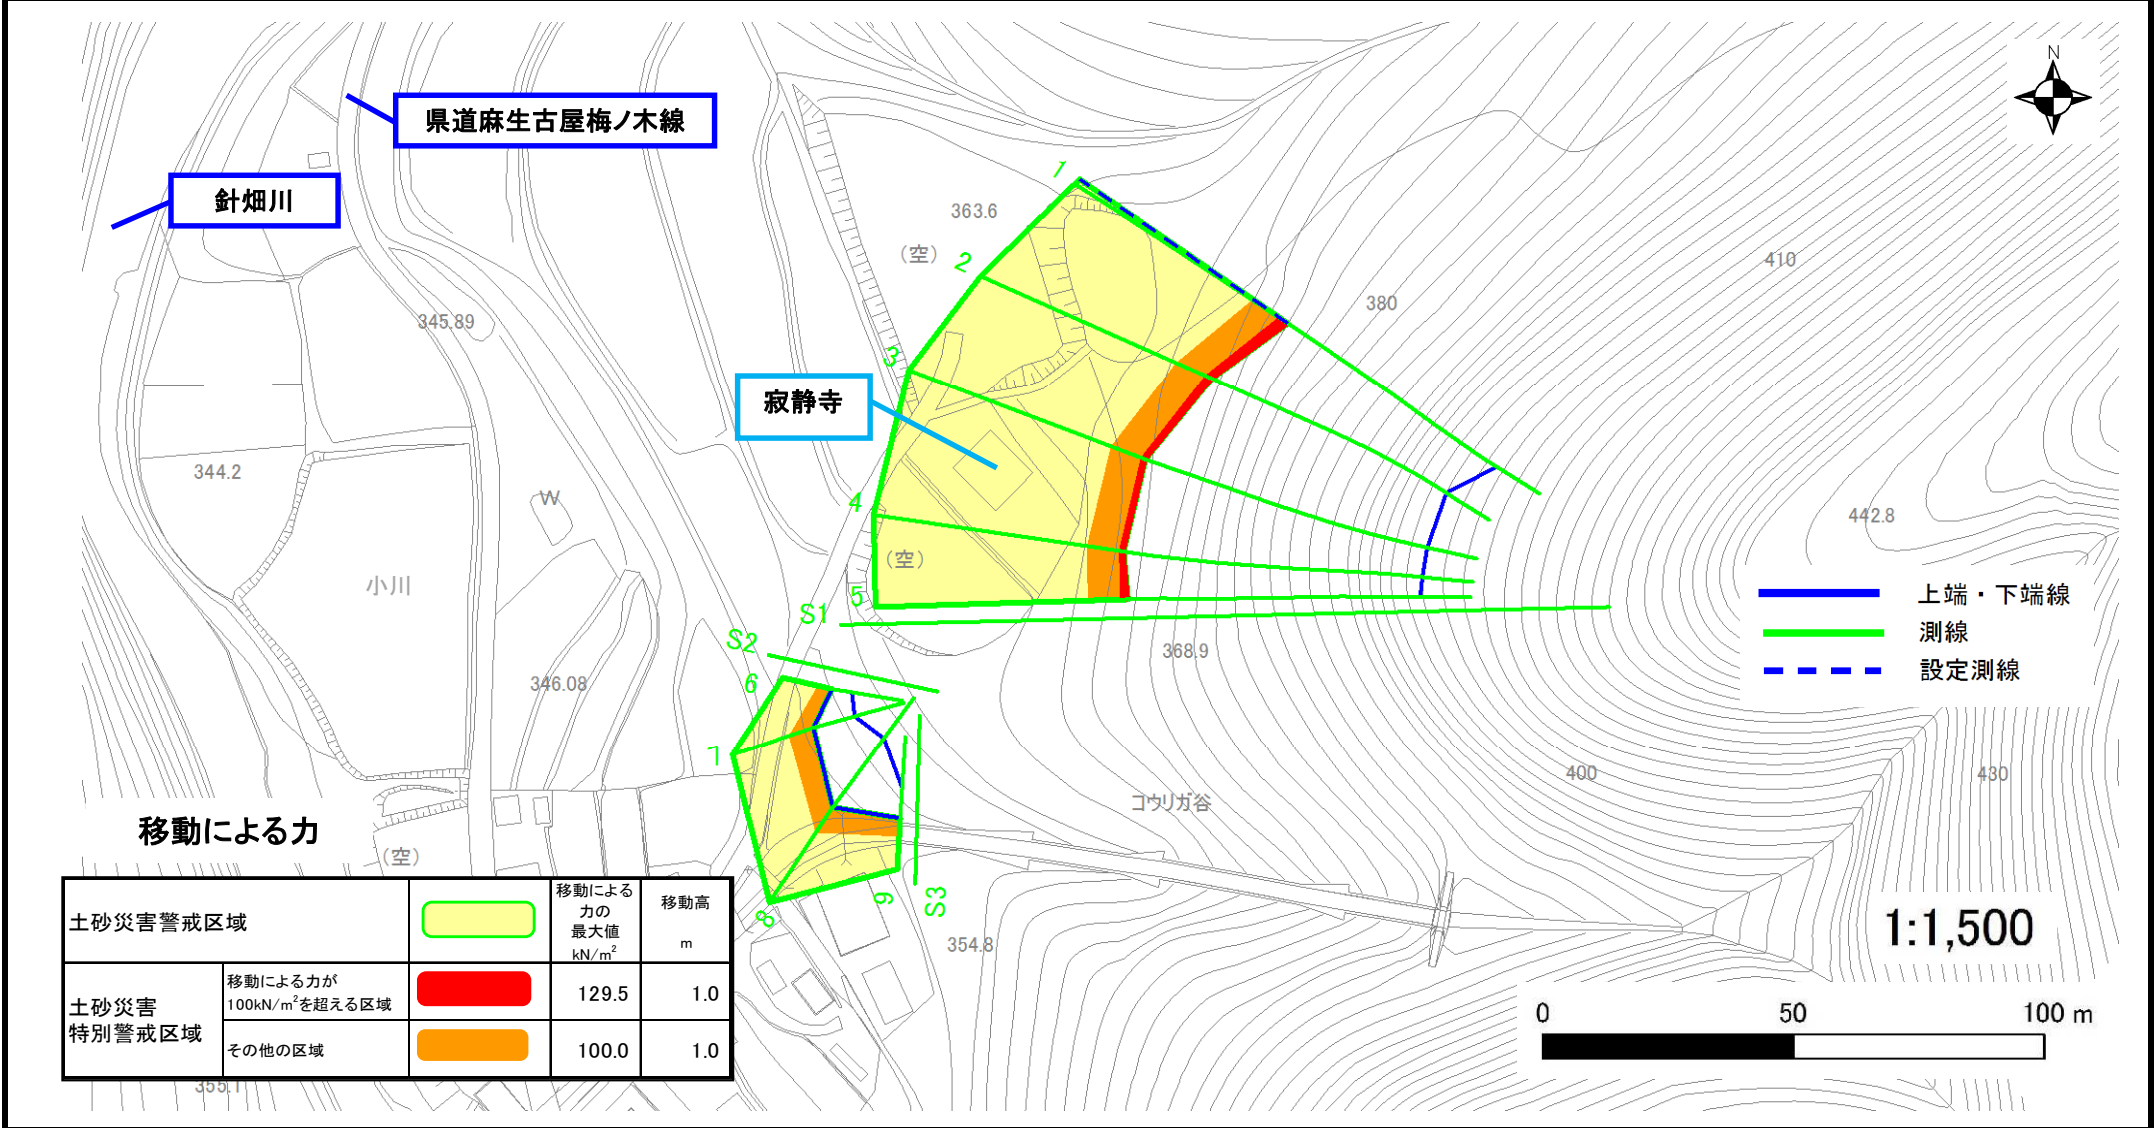 N
県道麻生古屋梅ノ木線
針畑川
363.6
(空)
1
2
3
4
5
410
380
345.89
寂静寺
344.2
W
442.8
(空)
小川
S1
S2
6
7
8
9
S3
346.08
368.9
上端・下端線
測線
設定測線
400
430
コウリガ谷
354.8
(空)
355.1
1:1,500
0 50 100 m
移動による力
土砂災害警戒区域
移動による
力の
最大値
kN/m²
移動高
m
土砂災害
特別警戒区域
移動による力が
100kN/m²を超える区域
129.5 1.0
その他の区域
100.0 1.0